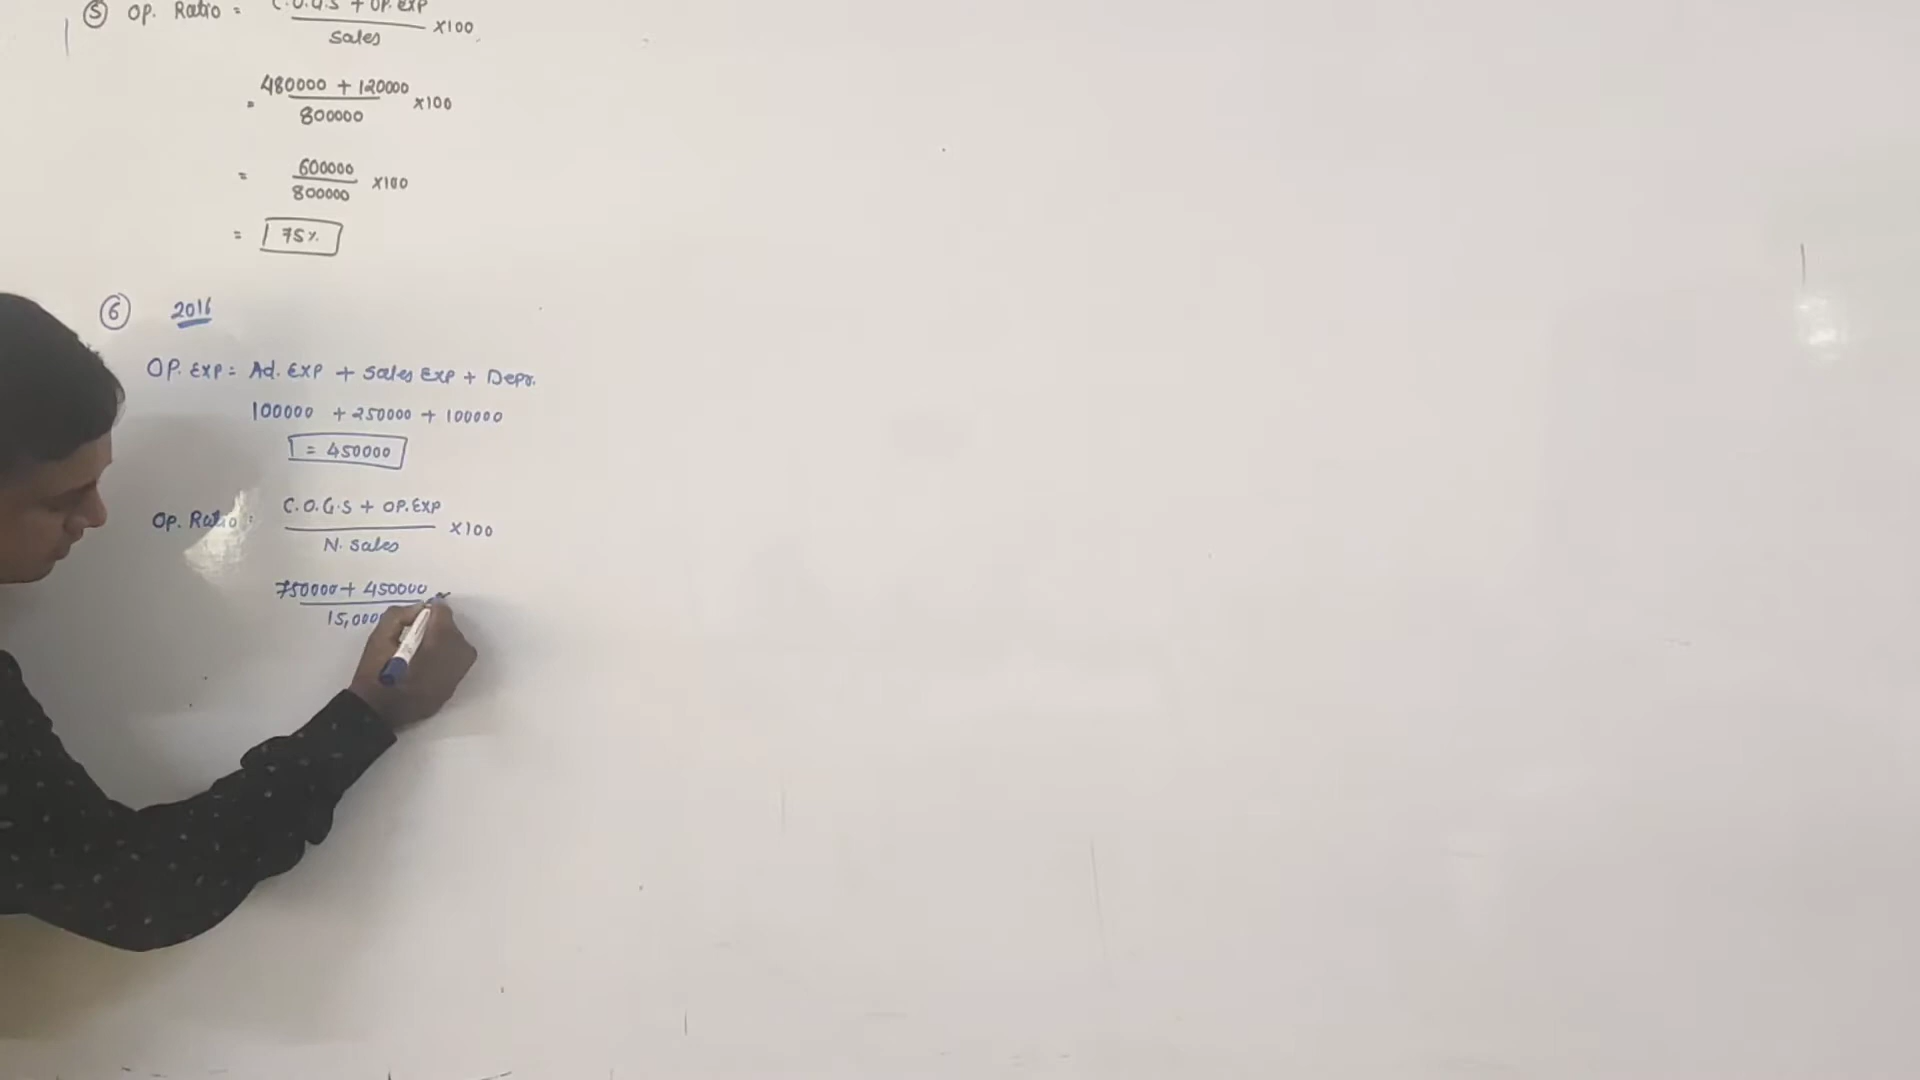 ⑤ Op. Ratio = C.O.G.S + OP. EXP
Sales ×100
= 480000 + 120000
800000 ×100
= 600000
800000 ×100
= 75%
⑥ 2016
OP. EXP = Ad. EXP + Sales EXP + Depr.
100000 + 250000 + 100000
= 450000
Op. Ratio = C.O.G.S + OP. EXP
N. Sales ×100
750000 + 450000
15,000